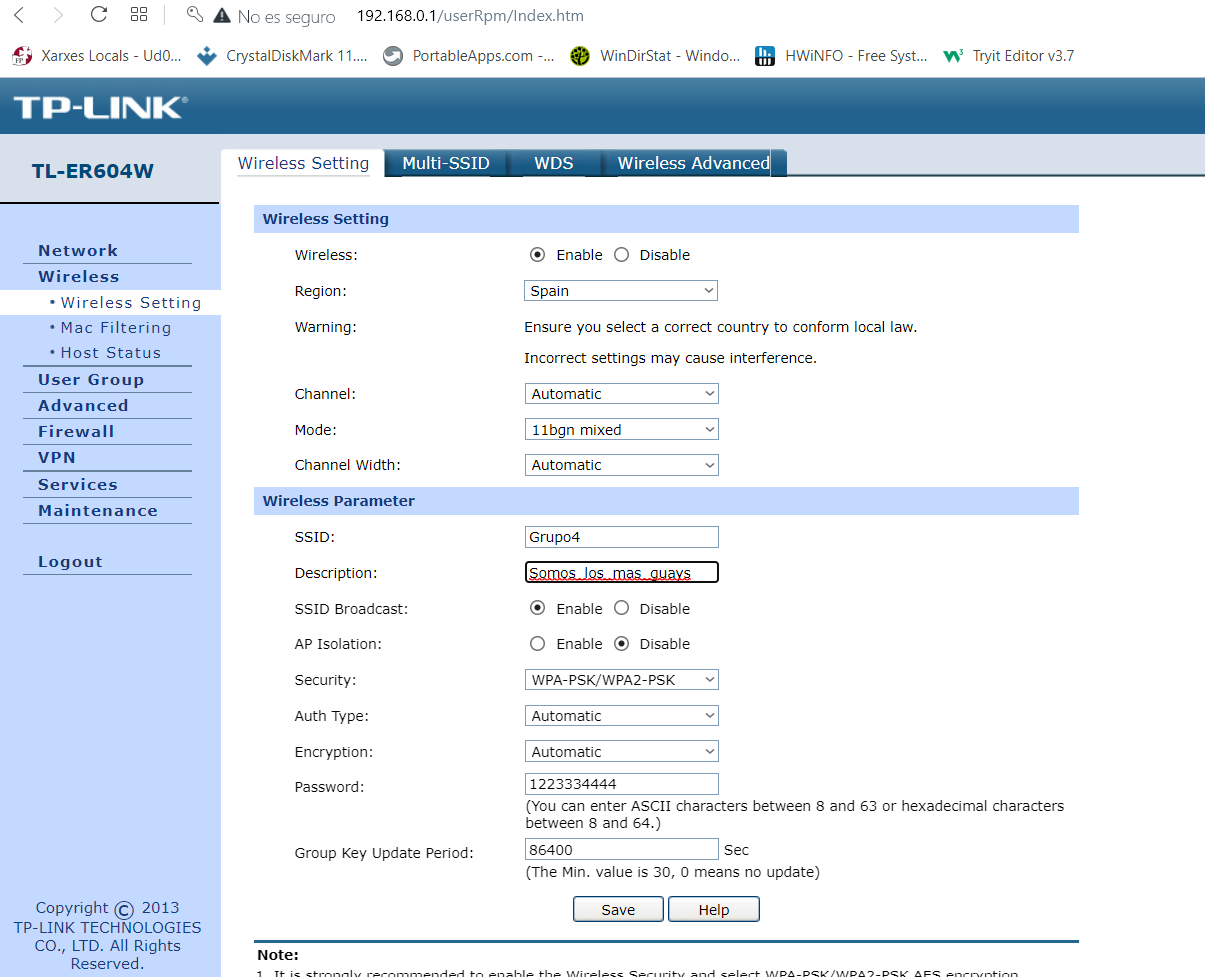 No es seguro 192.168.0.1/userRpm/Index.htm
Xarxes Locals - Ud0... CrystalDiskMark 11.... PortableApps.com -... WinDirStat - Windo... HWiNFO - Free Syst... Tryit Editor v3.7
TP-LINK®
TL-ER604W
Wireless Setting Multi-SSID WDS Wireless Advanced
Network
Wireless
• Wireless Setting
• Mac Filtering
• Host Status
User Group
Advanced
Firewall
VPN
Services
Maintenance
Logout
Copyright © 2013
TP-LINK TECHNOLOGIES
CO., LTD. All Rights
Reserved.
Wireless Setting
Wireless: Enable Disable
Region: Spain
Warning: Ensure you select a correct country to conform local law.
Incorrect settings may cause interference.
Channel: Automatic
Mode: 11bgn mixed
Channel Width: Automatic
Wireless Parameter
SSID: Grupo4
Description: Somos_los_mas_guays
SSID Broadcast: Enable Disable
AP Isolation: Enable Disable
Security: WPA-PSK/WPA2-PSK
Auth Type: Automatic
Encryption: Automatic
Password: 1223334444
(You can enter ASCII characters between 8 and 63 or hexadecimal characters
between 8 and 64.)
Group Key Update Period: 86400 Sec
(The Min. value is 30, 0 means no update)
Save Help
Note:
1. It is strongly recommended to enable the Wireless Security and select WPA-PSK/WPA2-PSK AES encryption